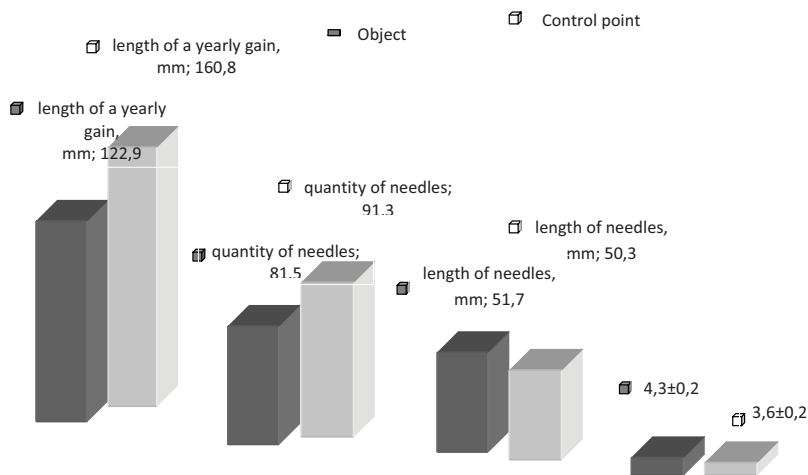 Object
Control point
length of a yearly gain,
mm; 160,8
length of a yearly
gain,
mm; 122,9
quantity of needles;
91,3
quantity of needles;
81,5
length of needles,
mm; 50,3
length of needles,
mm; 51,7
4,3±0,2
3,6±0,2